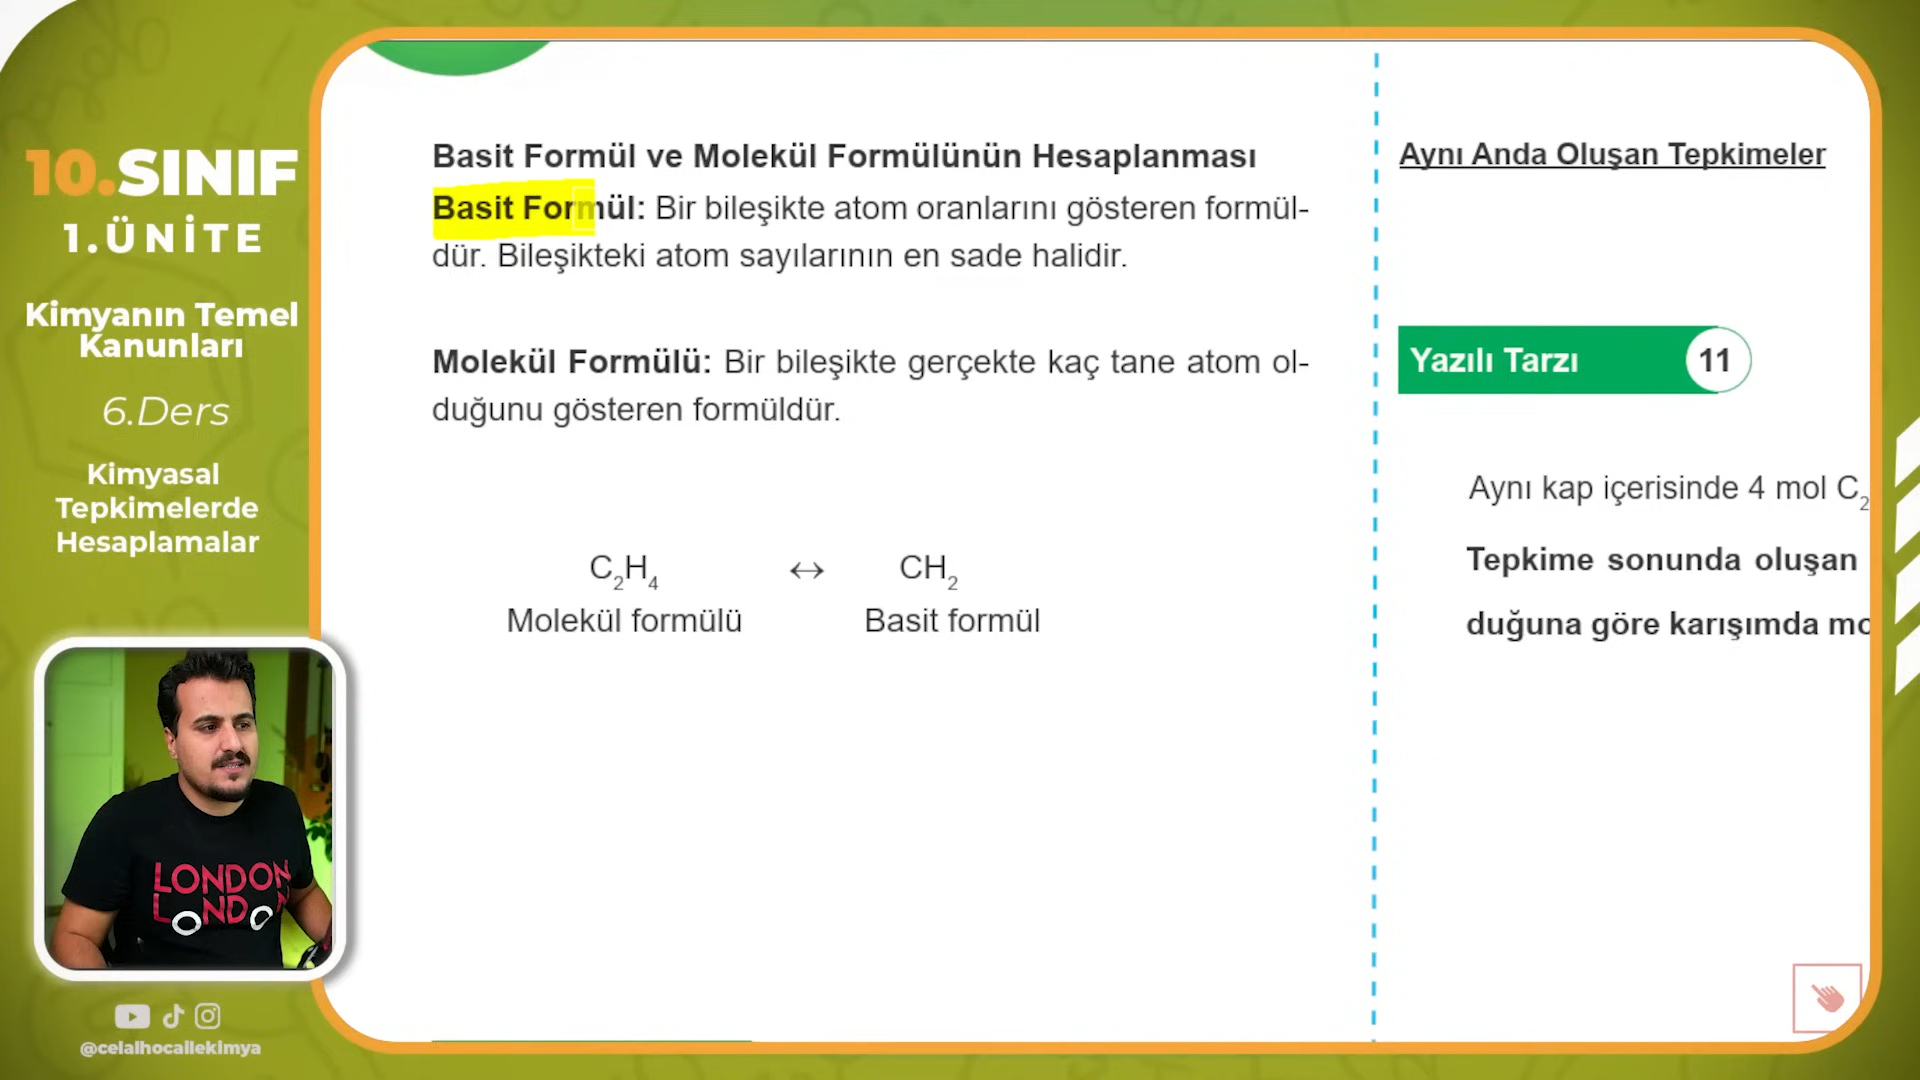 10.SINIF
1.ÜNİTE
Kimyanın Temel
Kanunları
6.Ders
Kimyasal
Tepkimelerde
Hesaplamalar
Basit Formül ve Molekül Formülünün Hesaplanması
Basit Formül: Bir bileşikte atom oranlarını gösteren formül-
dür. Bileşikteki atom sayılarının en sade halidir.
Molekül Formülü: Bir bileşikte gerçekte kaç tane atom ol-
duğunu gösteren formüldür.
C₂H₄ ↔ CH₂
Molekül formülü Basit formül
Aynı Anda Oluşan Tepkimeler
Yazılı Tarzı 11
Aynı kap içerisinde 4 mol C₂
Tepkime sonunda oluşan
duğuna göre karışımda mo
LONDON
LONDON
@celalhocallekimya